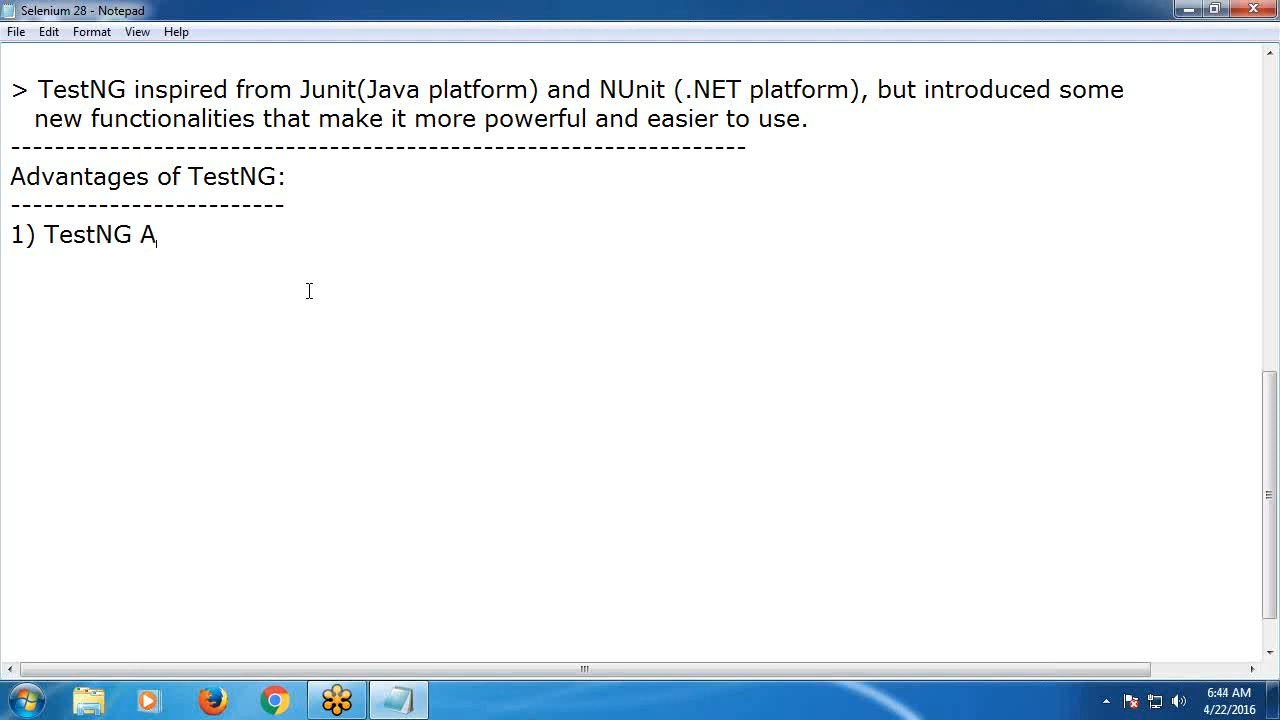 Selenium 28 - Notepad
File Edit Format View Help
> TestNG inspired from Junit(Java platform) and NUnit (.NET platform), but introduced some
new functionalities that make it more powerful and easier to use.
-------------------------------------------------------------------
Advantages of TestNG:
-------------------------
1) TestNG A
6:44 AM
4/22/2016